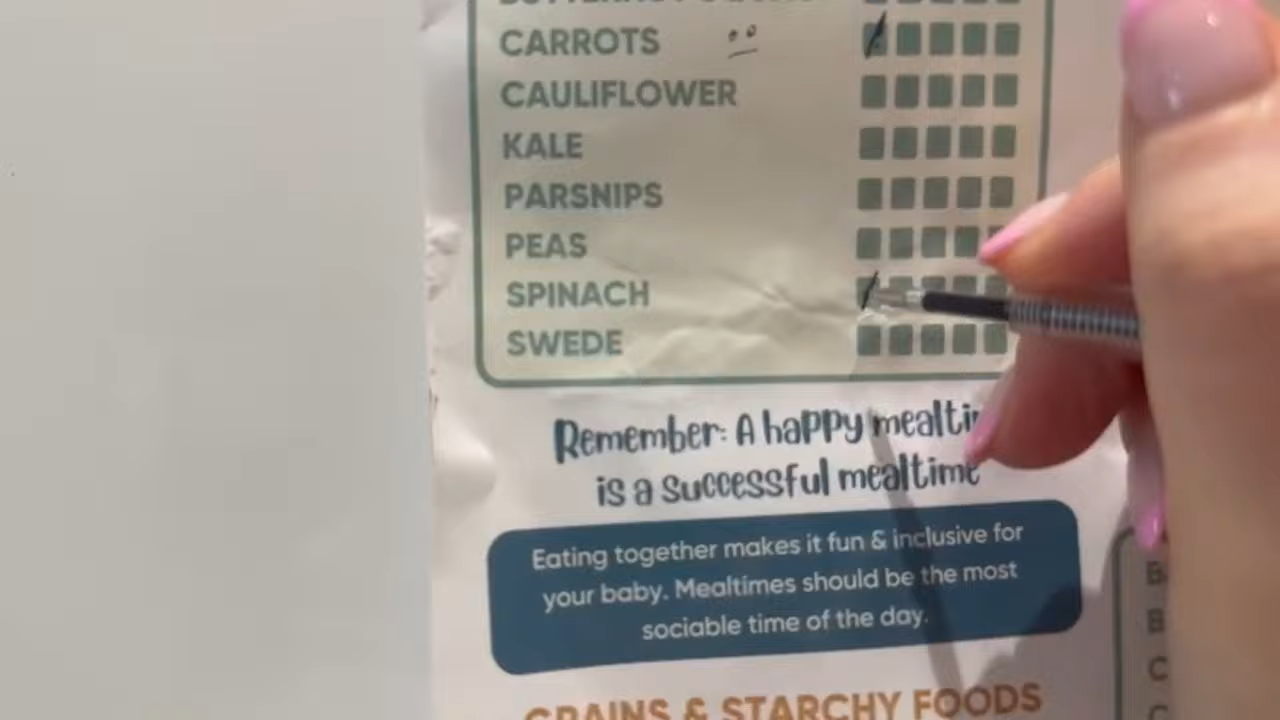 CARROTS
CAULIFLOWER
KALE
PARSNIPS
PEAS
SPINACH
SWEDE
Remember: A happy
is a successful mealtime
Eating together makes it fun & inclusive for
your baby. Mealtimes should be the most
sociable time of the day.
GRAINS & STARCHY FOODS